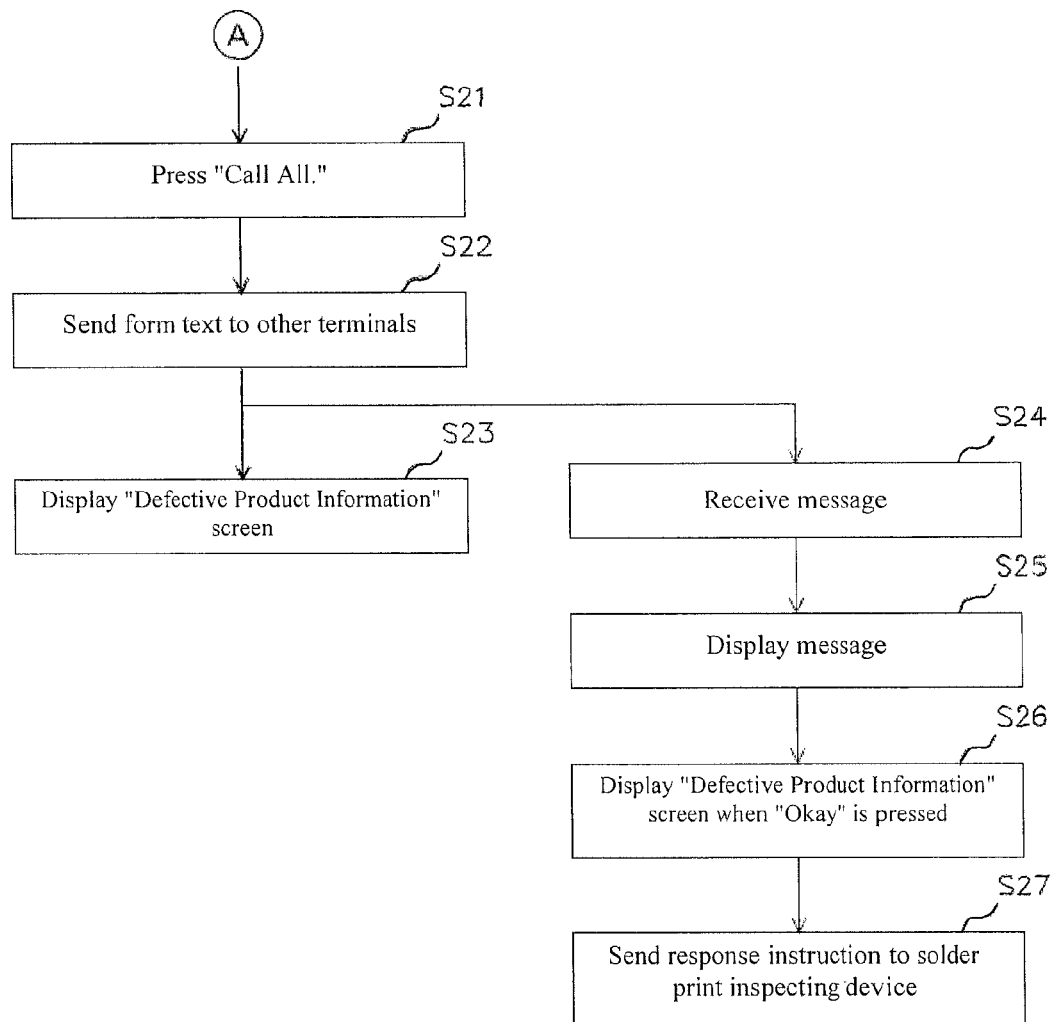 A
S21
Press "Call All."
S22
Send form text to other terminals
S23
Display "Defective Product Information"
screen
S24
Receive message
S25
Display message
S26
Display "Defective Product Information"
screen when "Okay" is pressed
S27
Send response instruction to solder
print inspecting device